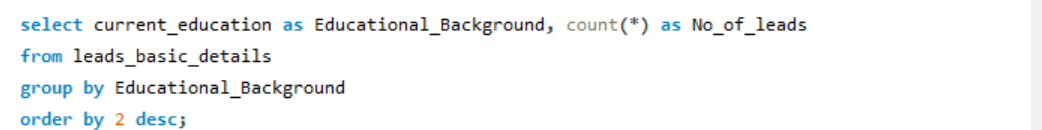 select current_education as Educational_Background, count(*) as No_of_leads
from leads_basic_details
group by Educational_Background
order by 2 desc;